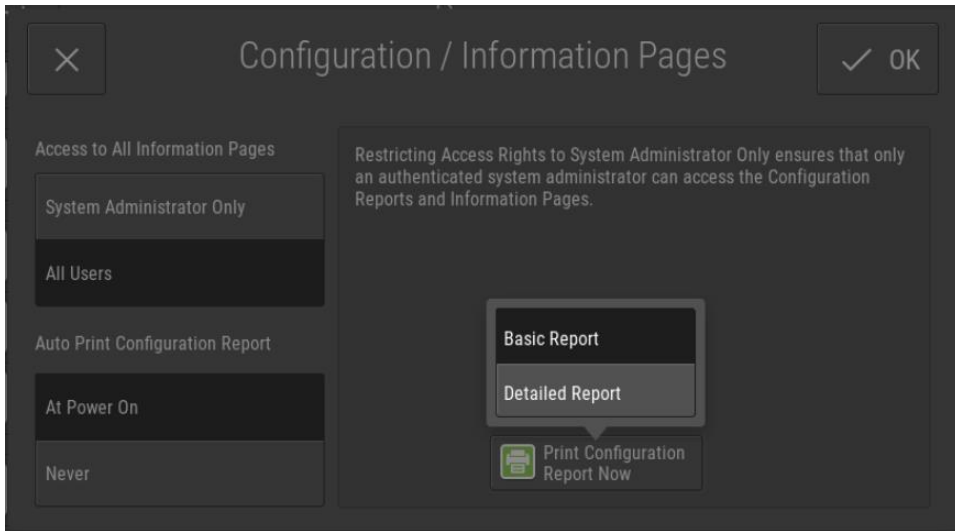 Configuration / Information Pages
OK
Access to All Information Pages
System Administrator Only
All Users
Auto Print Configuration Report
At Power On
Never
Restricting Access Rights to System Administrator Only ensures that only
an authenticated system administrator can access the Configuration
Reports and Information Pages.
Basic Report
Detailed Report
Print Configuration
Report Now